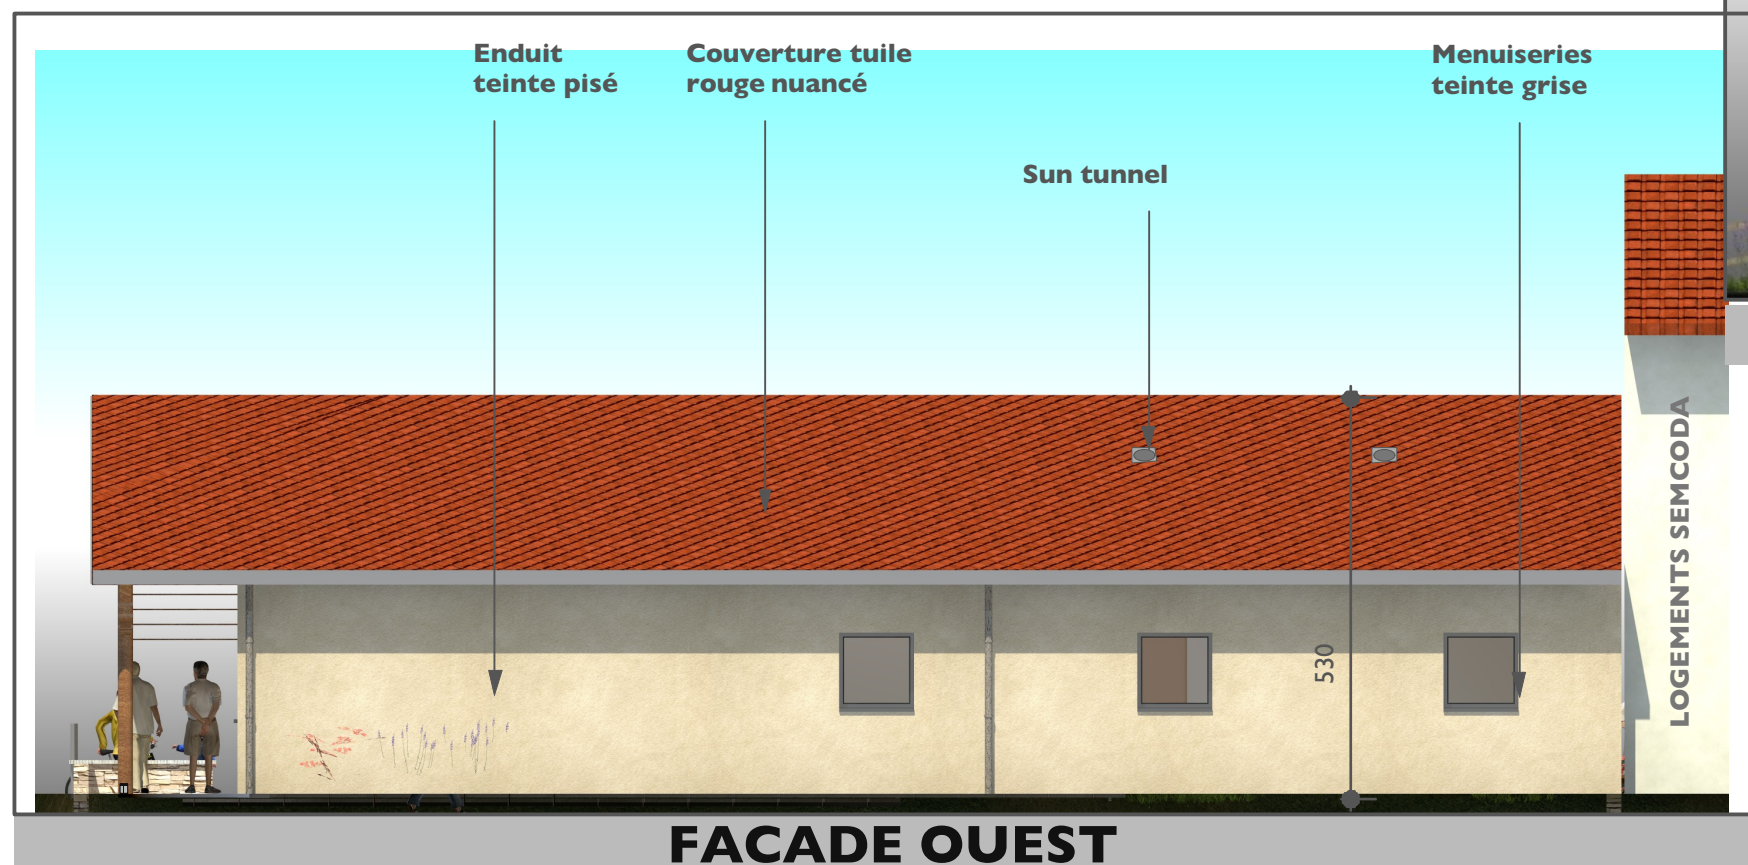 Enduit
teinte pisé
Couverture tuile
rouge nuancé
Menuiseries
teinte grise
Sun tunnel
530
LOGEMENTS SEMCODA
FACADE OUEST